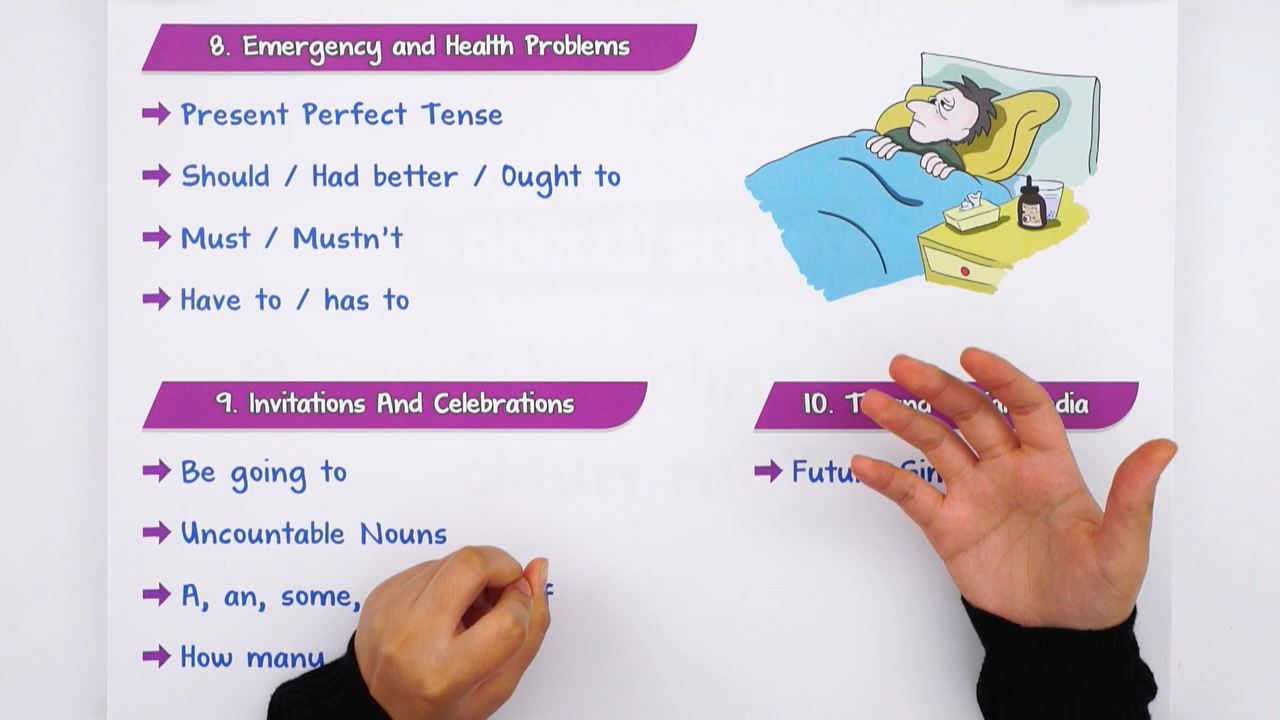 8. Emergency and Health Problems
Present Perfect Tense
Should / Had better / Ought to
Must / Mustn't
Have to / has to
9. Invitations And Celebrations
Be going to
Uncountable Nouns
A, an, some,
How many
10.